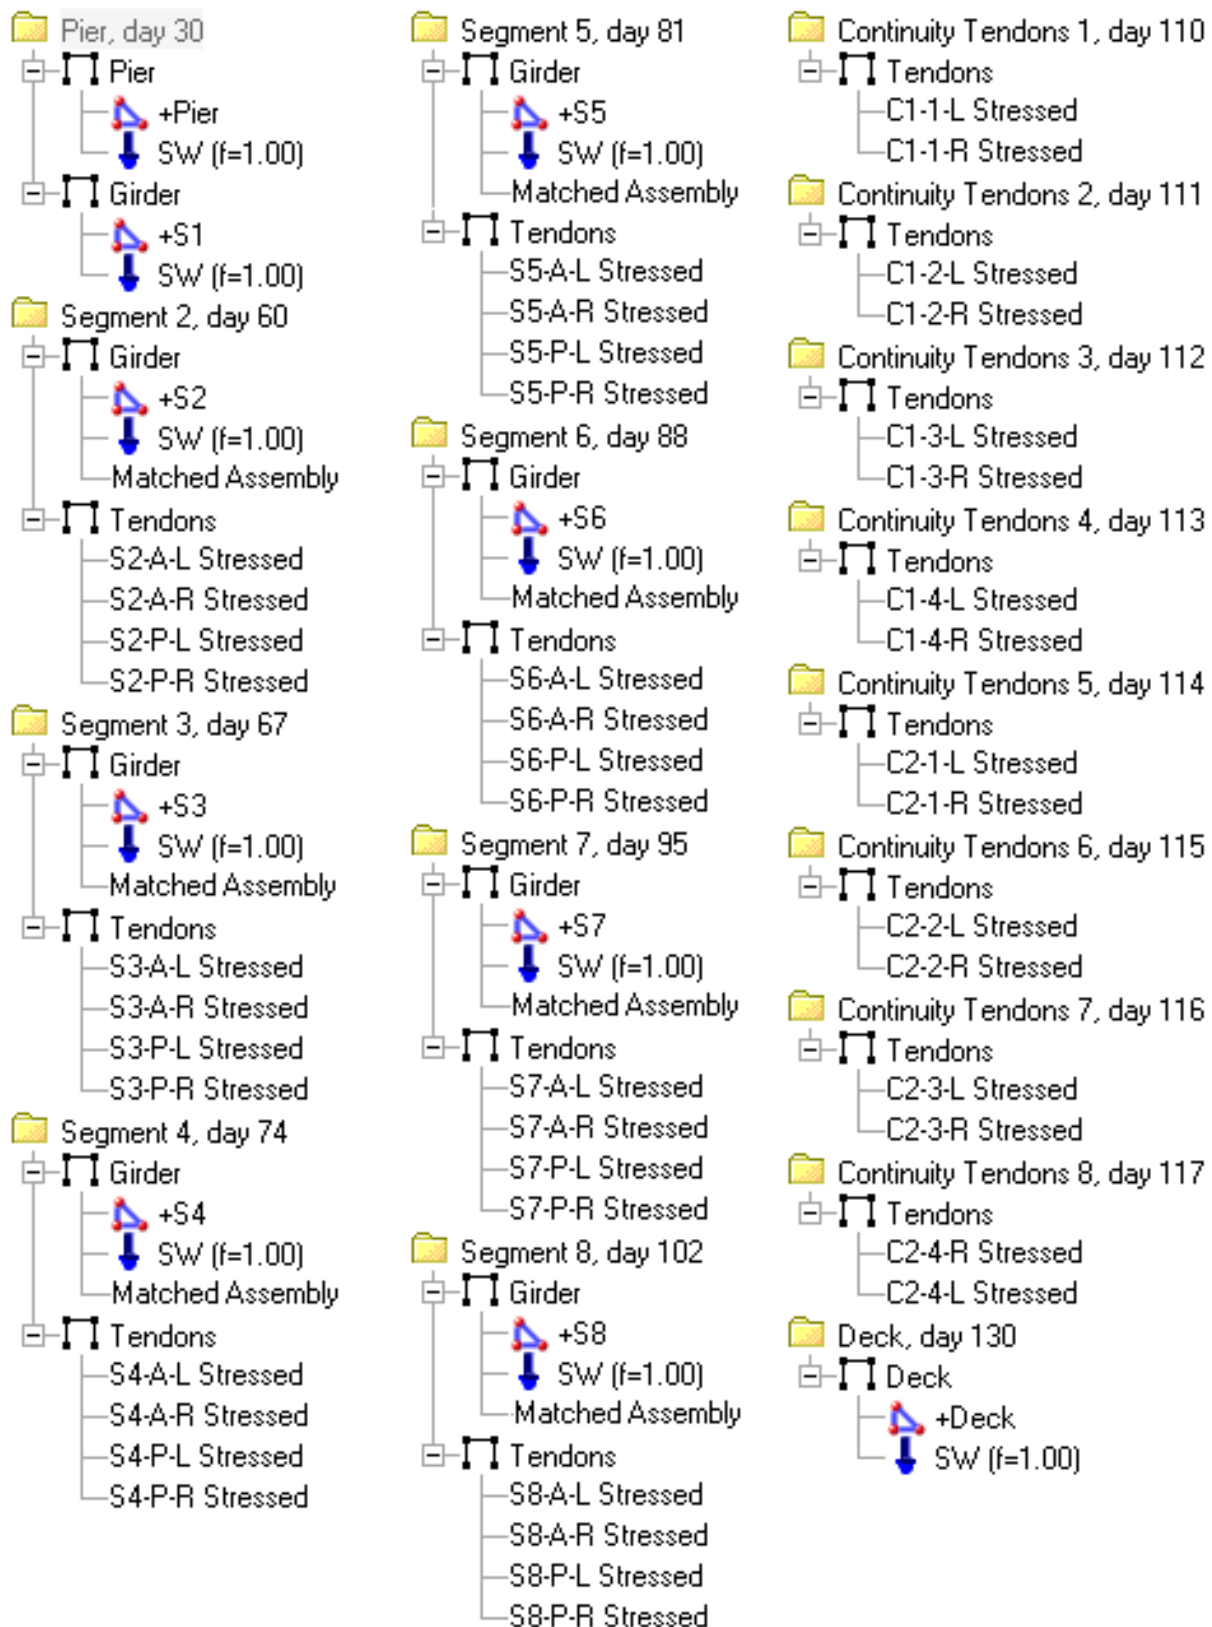 Pier, day 30
Pier
+Pier
SW (f=1.00)
Girder
+S1
SW (f=1.00)
Segment 2, day 60
Girder
+S2
SW (f=1.00)
Matched Assembly
Tendons
S2-A-L Stressed
S2-A-R Stressed
S2-P-L Stressed
S2-P-R Stressed
Segment 3, day 67
Girder
+S3
SW (f=1.00)
Matched Assembly
Tendons
S3-A-L Stressed
S3-A-R Stressed
S3-P-L Stressed
S3-P-R Stressed
Segment 4, day 74
Girder
+S4
SW (f=1.00)
Matched Assembly
Tendons
S4-A-L Stressed
S4-A-R Stressed
S4-P-L Stressed
S4-P-R Stressed
Segment 5, day 81
Girder
+S5
SW (f=1.00)
Matched Assembly
Tendons
S5-A-L Stressed
S5-A-R Stressed
S5-P-L Stressed
S5-P-R Stressed
Segment 6, day 88
Girder
+S6
SW (f=1.00)
Matched Assembly
Tendons
S6-A-L Stressed
S6-A-R Stressed
S6-P-L Stressed
S6-P-R Stressed
Segment 7, day 95
Girder
+S7
SW (f=1.00)
Matched Assembly
Tendons
S7-A-L Stressed
S7-A-R Stressed
S7-P-L Stressed
S7-P-R Stressed
Segment 8, day 102
Girder
+S8
SW (f=1.00)
Matched Assembly
Tendons
S8-A-L Stressed
S8-A-R Stressed
S8-P-L Stressed
S8-P-R Stressed
Continuity Tendons 1, day 110
Tendons
C1-1-L Stressed
C1-1-R Stressed
Continuity Tendons 2, day 111
Tendons
C1-2-L Stressed
C1-2-R Stressed
Continuity Tendons 3, day 112
Tendons
C1-3-L Stressed
C1-3-R Stressed
Continuity Tendons 4, day 113
Tendons
C1-4-L Stressed
C1-4-R Stressed
Continuity Tendons 5, day 114
Tendons
C2-1-L Stressed
C2-1-R Stressed
Continuity Tendons 6, day 115
Tendons
C2-2-L Stressed
C2-2-R Stressed
Continuity Tendons 7, day 116
Tendons
C2-3-L Stressed
C2-3-R Stressed
Continuity Tendons 8, day 117
Tendons
C2-4-R Stressed
C2-4-L Stressed
Deck, day 130
Deck
+Deck
SW (f=1.00)